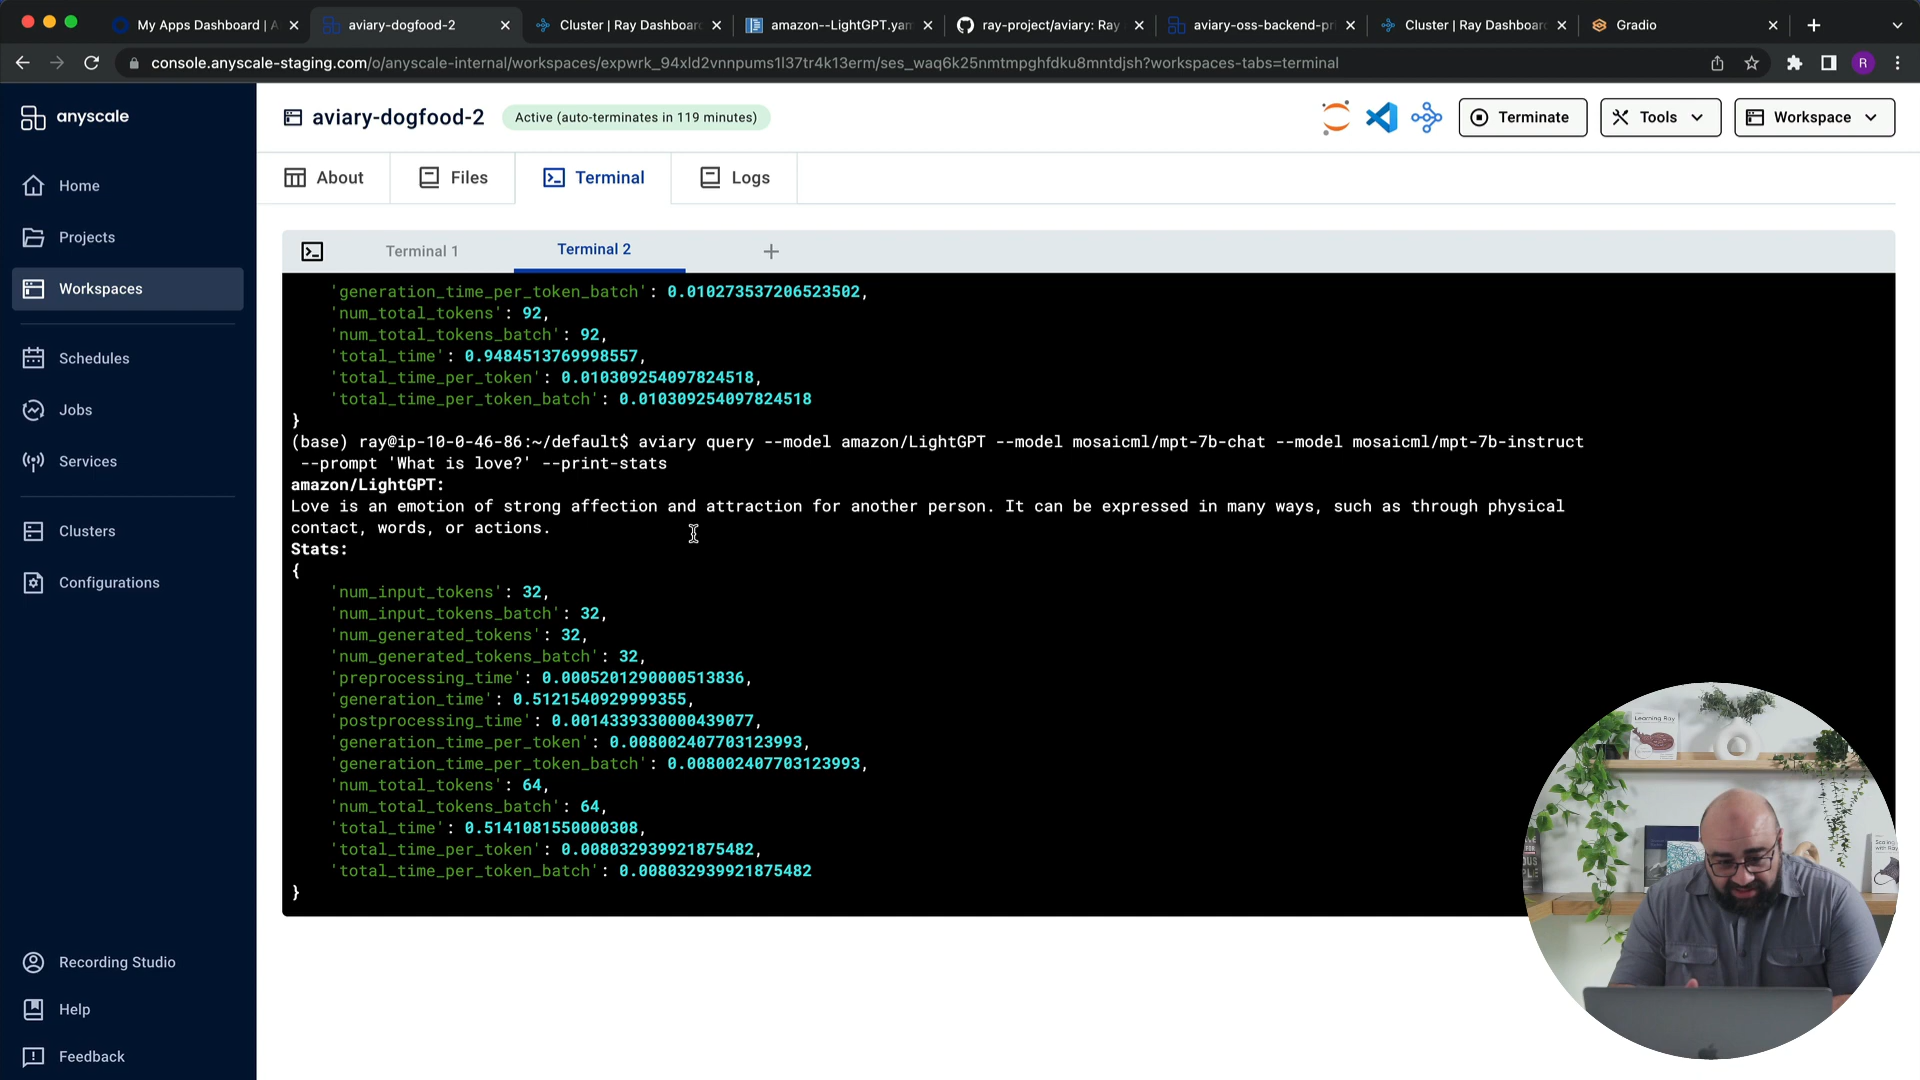 My Apps Dashboard | A
aviary-dogfood-2
Cluster | Ray Dashboar
amazon--LightGPT.yam
ray-project/aviary: Ray
aviary-oss-backend-pri
Cluster | Ray Dashboar
Gradio
console.anyscale-staging.com/o/anyscale-internal/workspaces/expwrk_94xld2vnnpums1l37tr4k13erm/ses_waq6k25nmtmpghfdku8mntdjsh?workspaces-tabs=terminal
R
anyscale
aviary-dogfood-2
Active (auto-terminates in 119 minutes)
Terminate
Tools
Workspace
About
Files
Terminal
Logs
Home
Projects
Workspaces
Schedules
Jobs
Services
Clusters
Configurations
Recording Studio
Help
Feedback
Terminal 1
Terminal 2
'generation_time_per_token_batch': 0.010273537206523502,
'num_total_tokens': 92,
'num_total_tokens_batch': 92,
'total_time': 0.9484513769998557,
'total_time_per_token': 0.010309254097824518,
'total_time_per_token_batch': 0.010309254097824518
}
(base) ray@ip-10-0-46-86:~/default$ aviary query --model amazon/LightGPT --model mosaicml/mpt-7b-chat --model mosaicml/mpt-7b-instruct
--prompt 'What is love?' --print-stats
amazon/LightGPT:
Love is an emotion of strong affection and attraction for another person. It can be expressed in many ways, such as through physical
contact, words, or actions.
Stats:
{
'num_input_tokens': 32,
'num_input_tokens_batch': 32,
'num_generated_tokens': 32,
'num_generated_tokens_batch': 32,
'preprocessing_time': 0.0005201290000513836,
'generation_time': 0.5121540929999355,
'postprocessing_time': 0.0014339330000439077,
'generation_time_per_token': 0.008002407703123993,
'generation_time_per_token_batch': 0.008002407703123993,
'num_total_tokens': 64,
'num_total_tokens_batch': 64,
'total_time': 0.5141081550000308,
'total_time_per_token': 0.008032939921875482,
'total_time_per_token_batch': 0.008032939921875482
}
Learning Ray